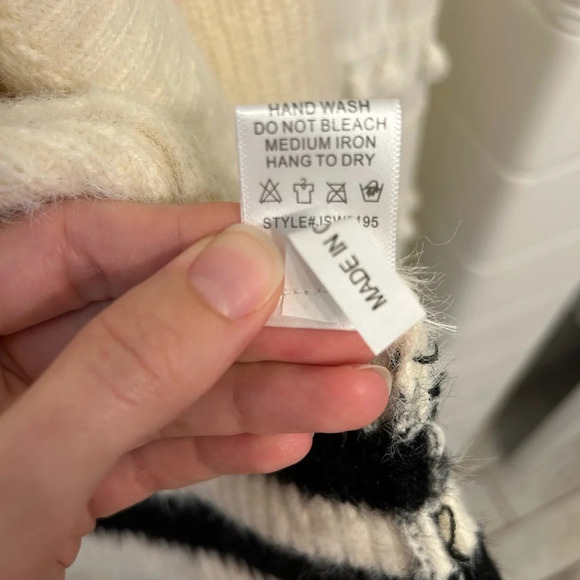 HAND WASH
DO NOT BLEACH
MEDIUM IRON
HANG TO DRY
STYLE#
MADE IN